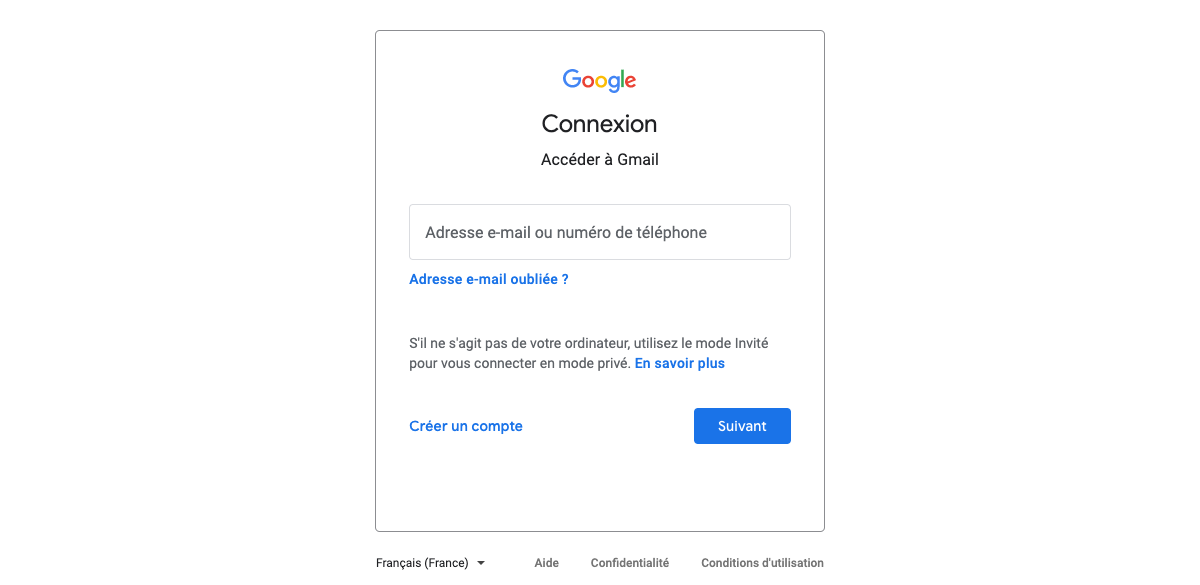 Google
Connexion
Accéder à Gmail
Adresse e-mail ou numéro de téléphone
Adresse e-mail oubliée ?
S'il ne s'agit pas de votre ordinateur, utilisez le mode Invité
pour vous connecter en mode privé. En savoir plus
Créer un compte
Suivant
Français (France)
Aide
Confidentialité
Conditions d'utilisation